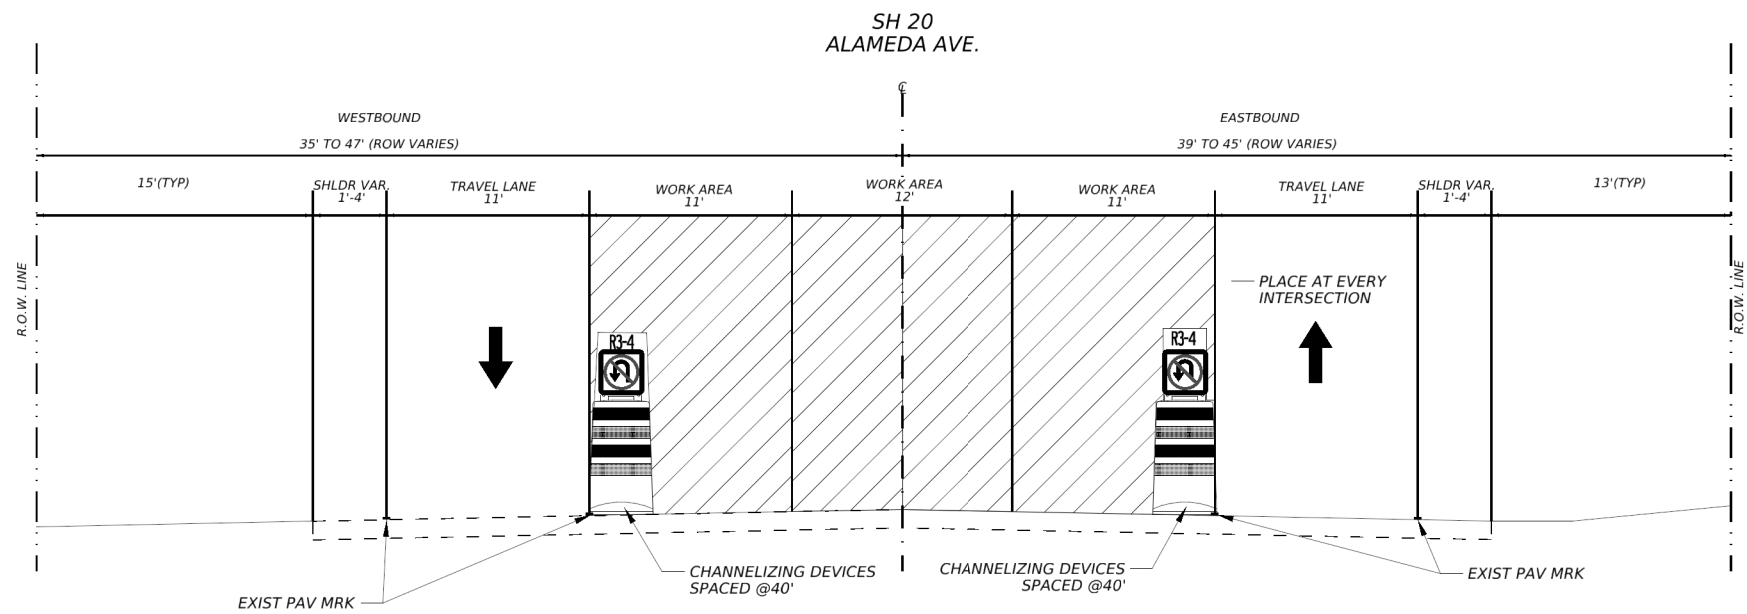 SH 20
ALAMEDA AVE.
℄
WESTBOUND
EASTBOUND
35' TO 47' (ROW VARIES)
39' TO 45' (ROW VARIES)
15'(TYP)
SHLDR VAR.
1'-4'
TRAVEL LANE
11'
WORK AREA
11'
WORK AREA
12'
WORK AREA
11'
TRAVEL LANE
11'
SHLDR VAR.
1'-4'
13'(TYP)
R.O.W. LINE
R.O.W. LINE
PLACE AT EVERY
INTERSECTION
R3-4
R3-4
CHANNELIZING DEVICES
SPACED @40'
CHANNELIZING DEVICES
SPACED @40'
EXIST PAV MRK
EXIST PAV MRK